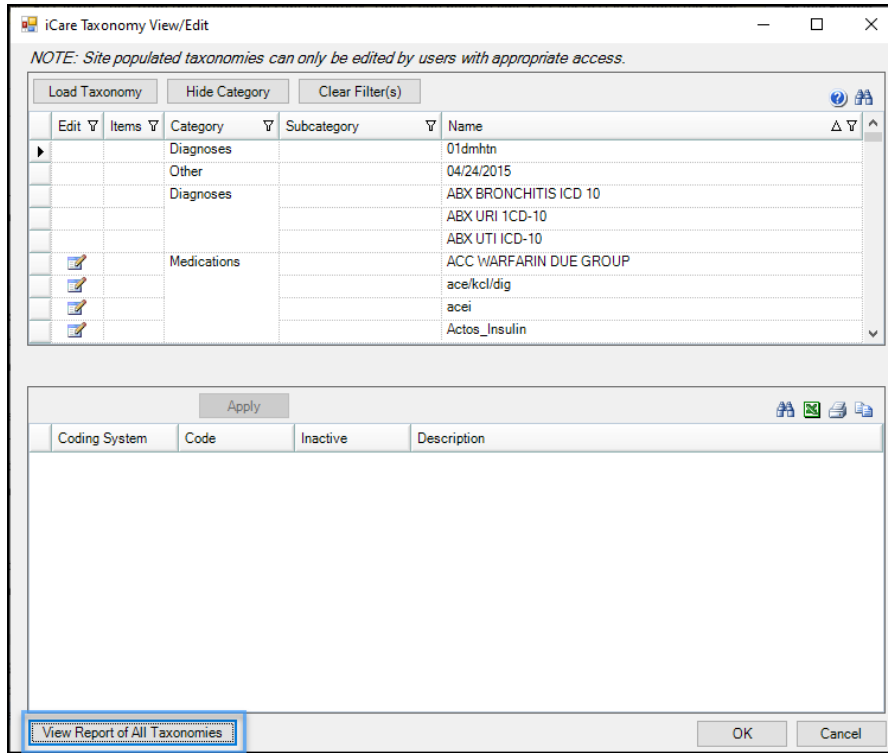 iCare Taxonomy View/Edit
NOTE: Site populated taxonomies can only be edited by users with appropriate access.
Load Taxonomy Hide Category Clear Filter(s)
Edit Items Category Subcategory Name
Diagnoses 01dmhtn
Other 04/24/2015
Diagnoses ABX BRONCHITIS ICD 10
ABX URI 1CD-10
ABX UTI ICD-10
Medications ACC WARFARIN DUE GROUP
ace/kcl/dig
acei
Actos_Insulin
Apply
Coding System Code Inactive Description
View Report of All Taxonomies OK Cancel